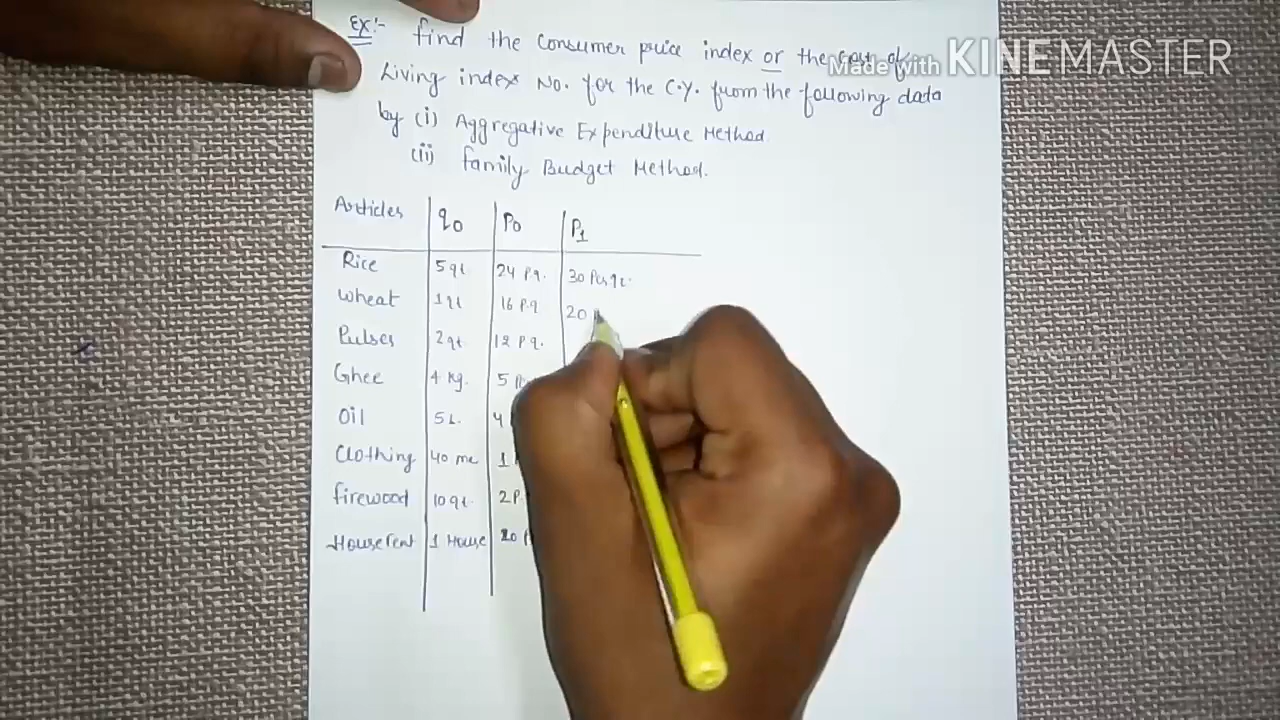 Ex:- find the Consumer price index or the cost of
Made with KINEMASTER
Living index No. for the C.Y. from the following data
by (i) Aggregative Expenditure Method
(ii) family Budget Method.
Articles q0 P0 P1
Rice 5 qt 24 P q. 30 Per qt.
Wheat 1 qt 16 P.q 20
Pulses 2 qt 12 P q.
Ghee 4 Kg. 5
Oil 5 L. 4
Clothing 40 me 1
firewood 10 qt. 2 P.
House rent 1 House 20